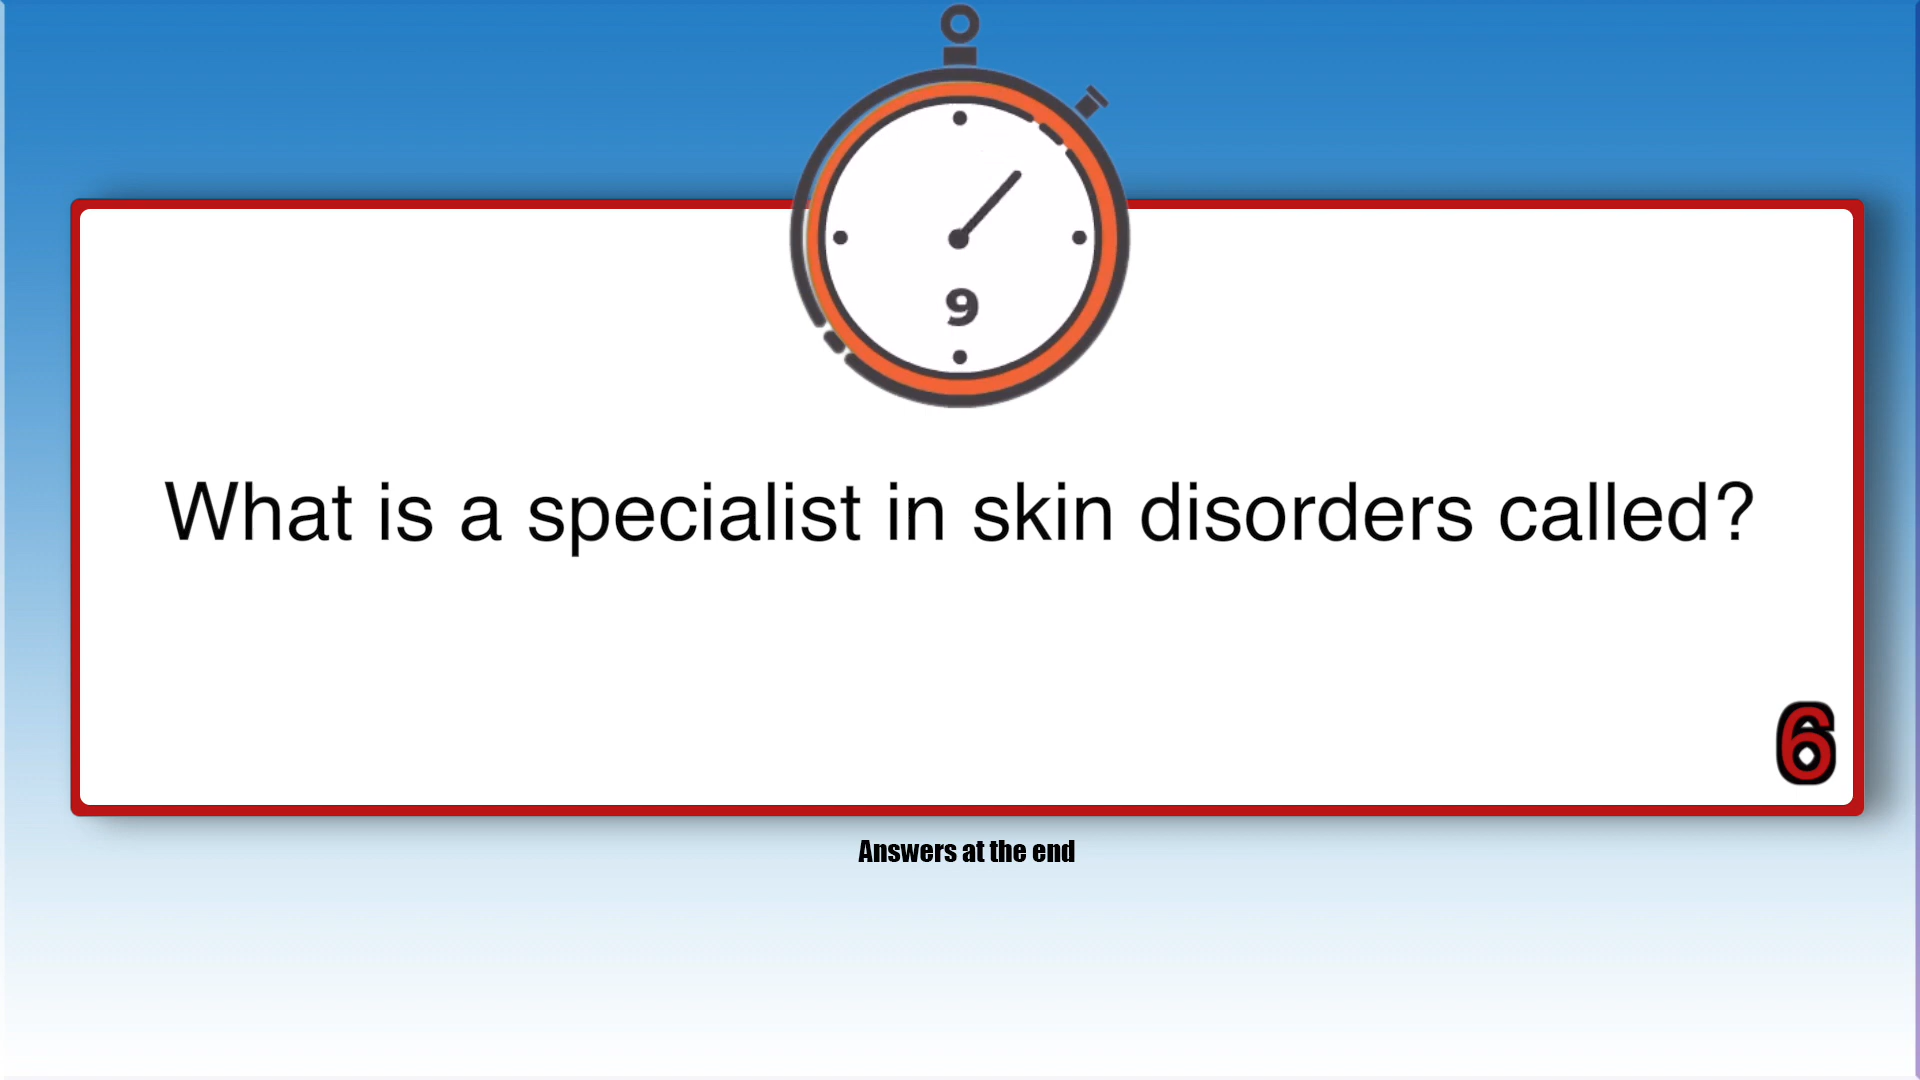 9
What is a specialist in skin disorders called?
6
Answers at the end